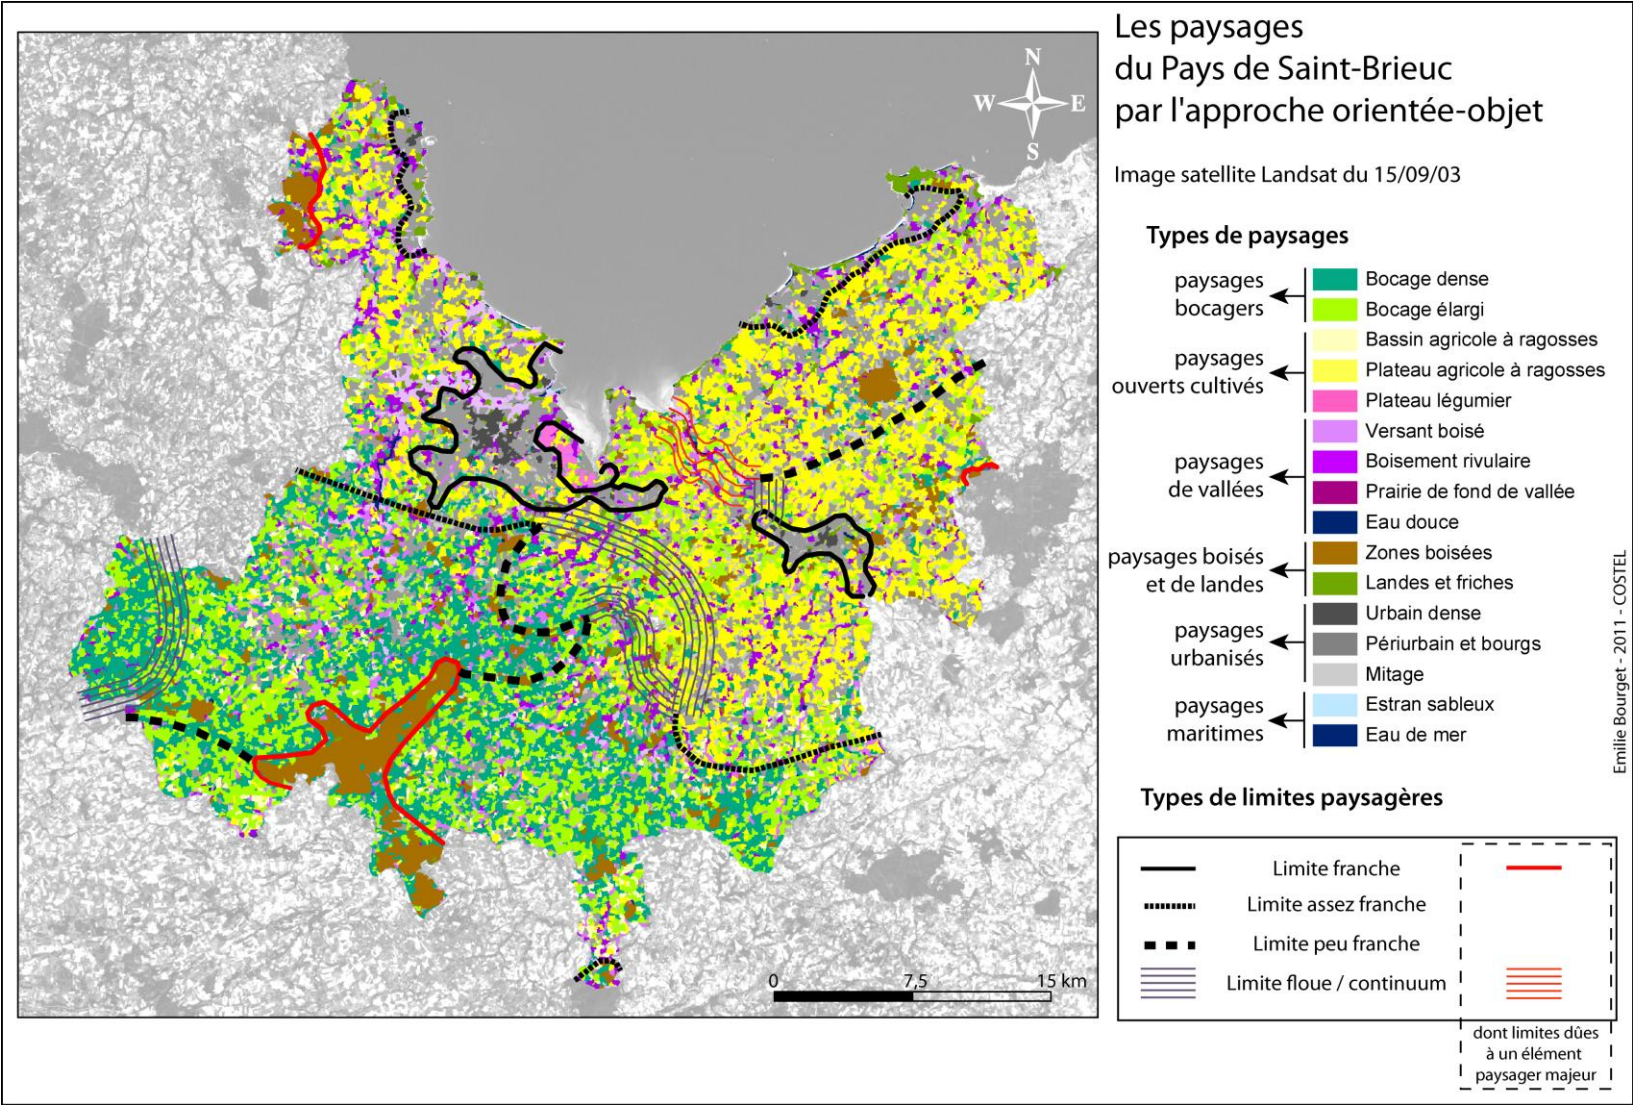 Les paysages
du Pays de Saint-Brieuc
par l'approche orientée-objet
Image satellite Landsat du 15/09/03
N
W E
S
Types de paysages
paysages
bocagers
Bocage dense
Bocage élargi
paysages
ouverts cultivés
Bassin agricole à ragosses
Plateau agricole à ragosses
Plateau légumier
paysages
de vallées
Versant boisé
Boisement rivulaire
Prairie de fond de vallée
Eau douce
paysages boisés
et de landes
Zones boisées
Landes et friches
paysages
urbanisés
Urbain dense
Périurbain et bourgs
Mitage
paysages
maritimes
Estran sableux
Eau de mer
Types de limites paysagères
Limite franche
Limite assez franche
Limite peu franche
Limite floue / continuum
dont limites dûes
à un élément
paysager majeur
0 7,5 15 km
Emilie Bourget - 2011 - COSTEL